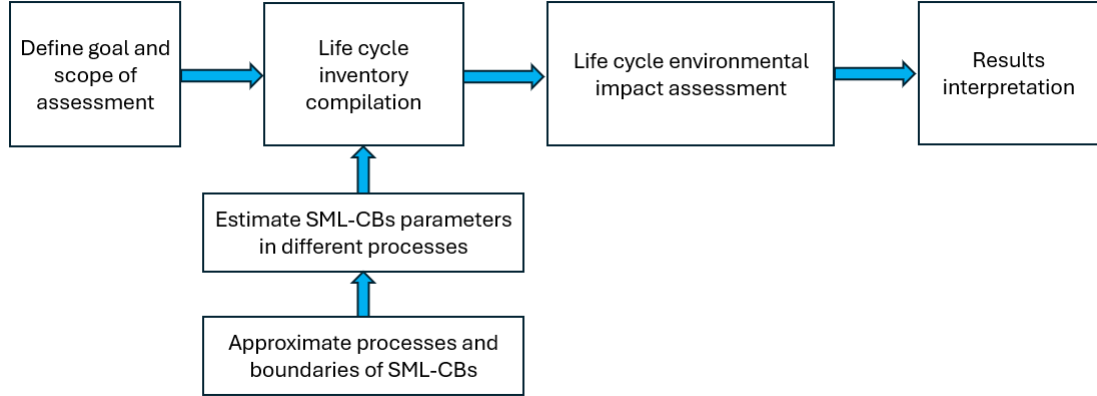 Define goal and
scope of
assessment
Life cycle
inventory
compilation
Life cycle environmental
impact assessment
Results
interpretation
Estimate SML-CBs parameters
in different processes
Approximate processes and
boundaries of SML-CBs